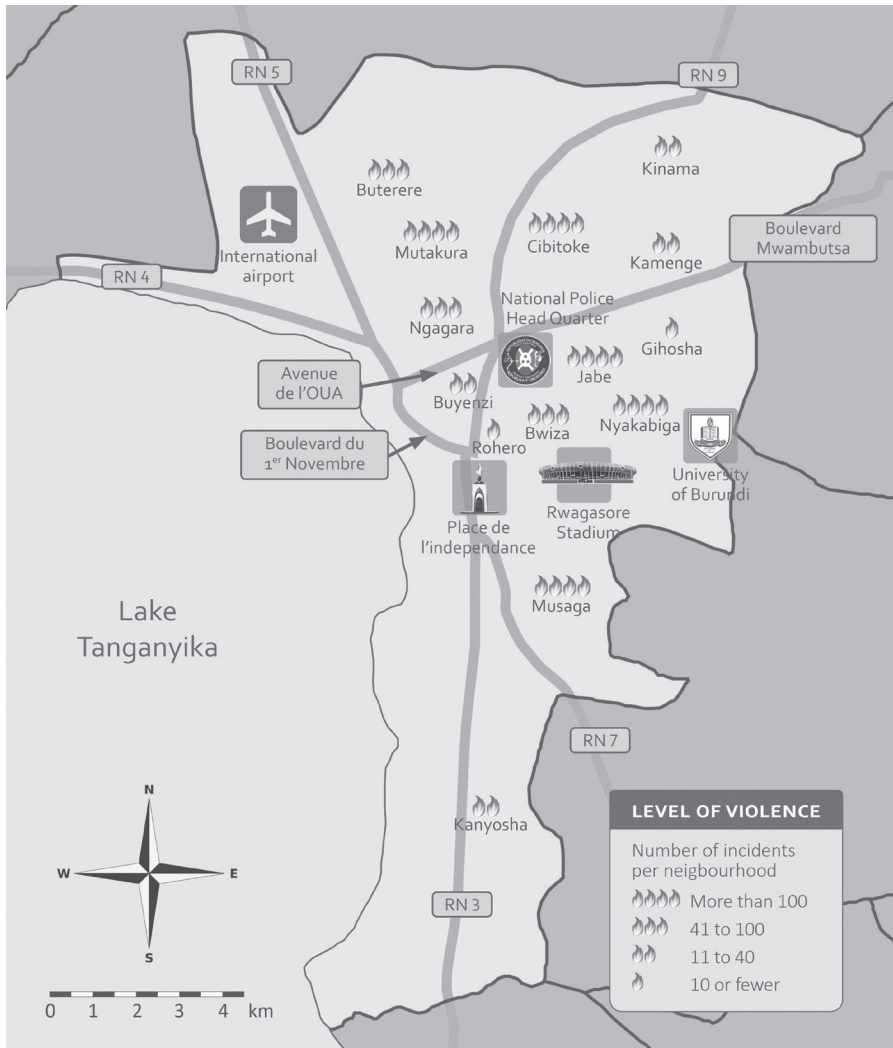 RN 5
RN 9
Kinama
Buterere
Boulevard
Mwambutsa
Mutakura
Cibitoke
Kamenge
International
airport
RN 4
National Police
Head Quarter
Ngagara
Gihosha
Jabe
Avenue
de l'OUA
Buyenzi
Bwiza
Nyakabiga
Rohero
Boulevard du
1er Novembre
University
of Burundi
Rwagasore
Stadium
Place de
l'independance
Musaga
Lake
Tanganyika
RN 7
Kanyosha
RN 3
N
W
E
S
0 1 2 3 4 km
LEVEL OF VIOLENCE
Number of incidents
per neigbourhood
More than 100
41 to 100
11 to 40
10 or fewer